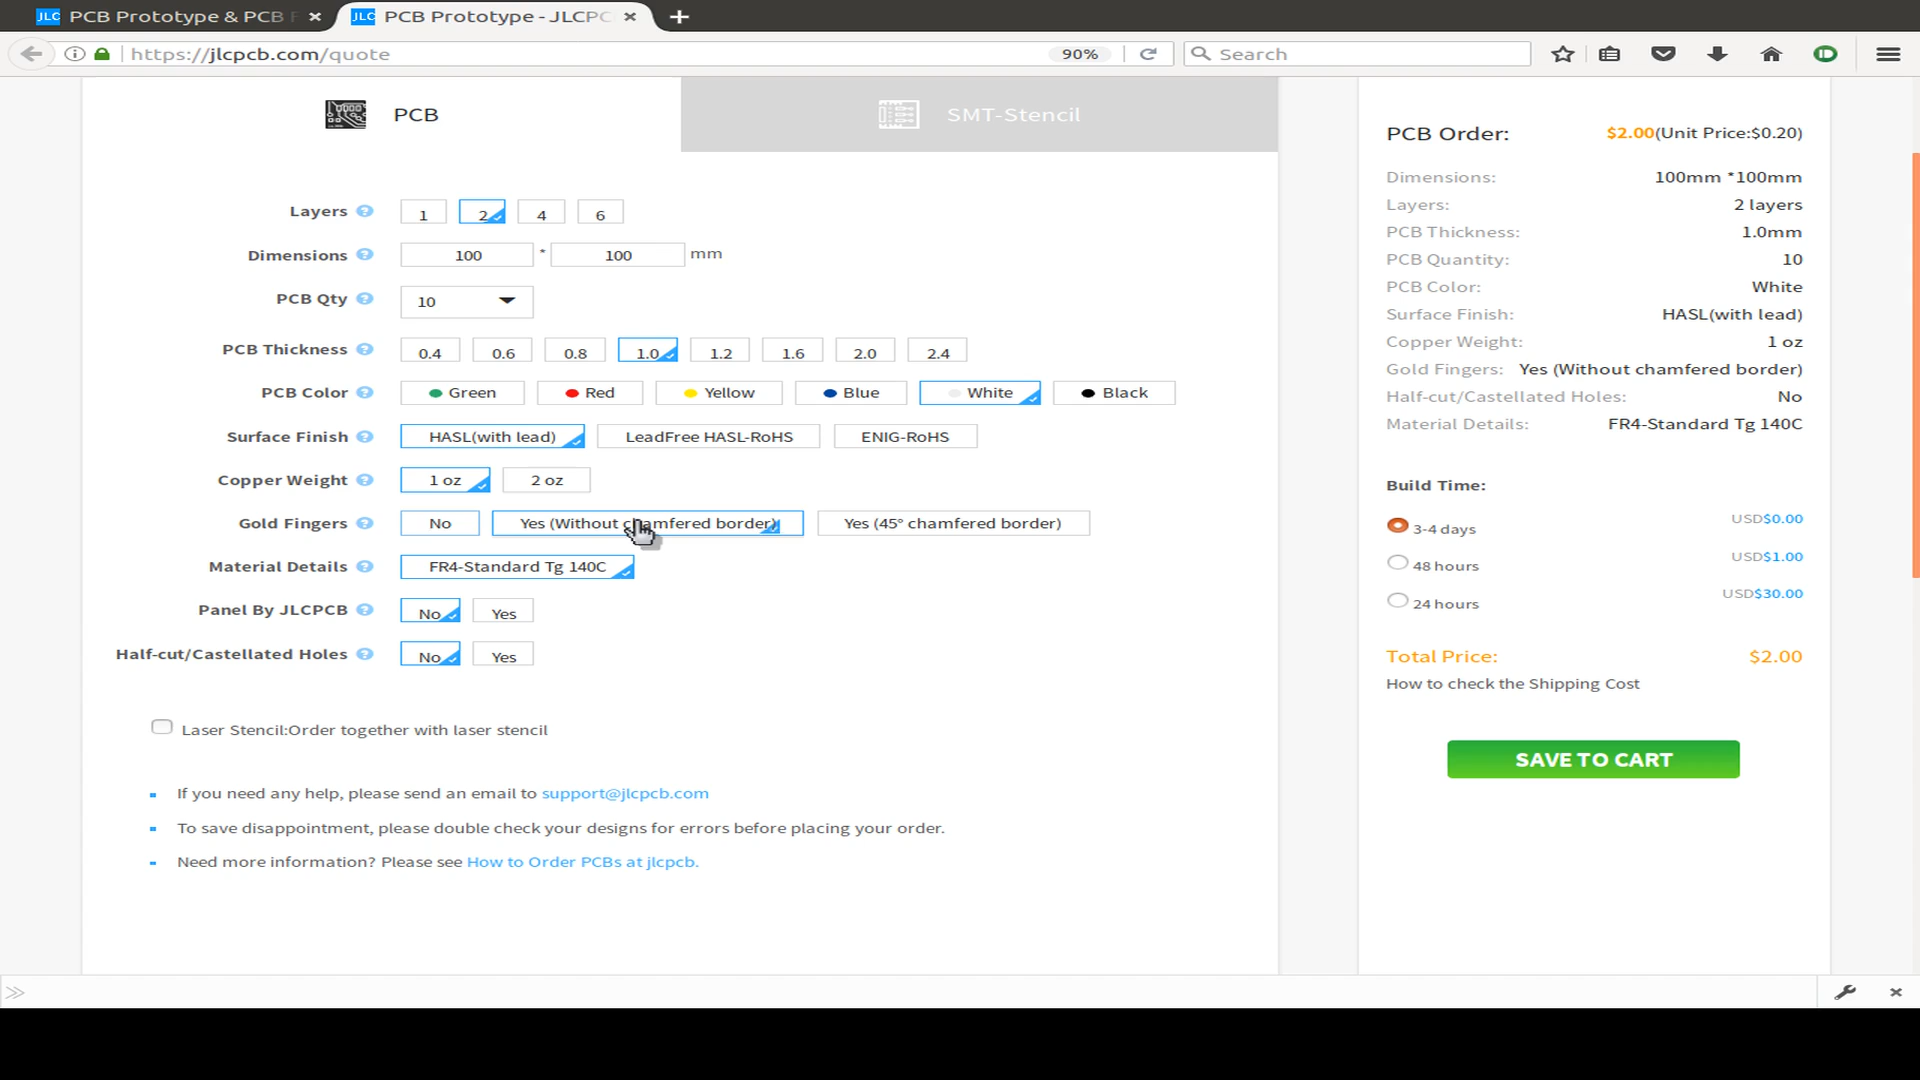 JLC PCB Prototype & PCB F
JLC PCB Prototype - JLCPC
https://jlcpcb.com/quote
90%
Search
PCB
SMT-Stencil
Layers 1 2 4 6
Dimensions 100 * 100 mm
PCB Qty 10
PCB Thickness 0.4 0.6 0.8 1.0 1.2 1.6 2.0 2.4
PCB Color Green Red Yellow Blue White Black
Surface Finish HASL(with lead) LeadFree HASL-RoHS ENIG-RoHS
Copper Weight 1 oz 2 oz
Gold Fingers No Yes (Without chamfered border) Yes (45° chamfered border)
Material Details FR4-Standard Tg 140C
Panel By JLCPCB No Yes
Half-cut/Castellated Holes No Yes
Laser Stencil:Order together with laser stencil
If you need any help, please send an email to support@jlcpcb.com
To save disappointment, please double check your designs for errors before placing your order.
Need more information? Please see How to Order PCBs at jlcpcb.
PCB Order: $2.00(Unit Price:$0.20)
Dimensions: 100mm *100mm
Layers: 2 layers
PCB Thickness: 1.0mm
PCB Quantity: 10
PCB Color: White
Surface Finish: HASL(with lead)
Copper Weight: 1 oz
Gold Fingers: Yes (Without chamfered border)
Half-cut/Castellated Holes: No
Material Details: FR4-Standard Tg 140C
Build Time:
3-4 days USD$0.00
48 hours USD$1.00
24 hours USD$30.00
Total Price: $2.00
How to check the Shipping Cost
SAVE TO CART